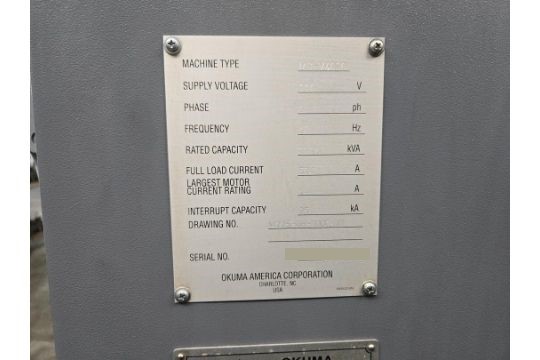 MACHINE TYPE
SUPPLY VOLTAGE V
PHASE ph
FREQUENCY Hz
RATED CAPACITY kVA
FULL LOAD CURRENT A
LARGEST MOTOR
CURRENT RATING A
INTERRUPT CAPACITY kA
DRAWING NO.
SERIAL NO.
OKUMA AMERICA CORPORATION
CHARLOTTE, NC
USA
OKUMA